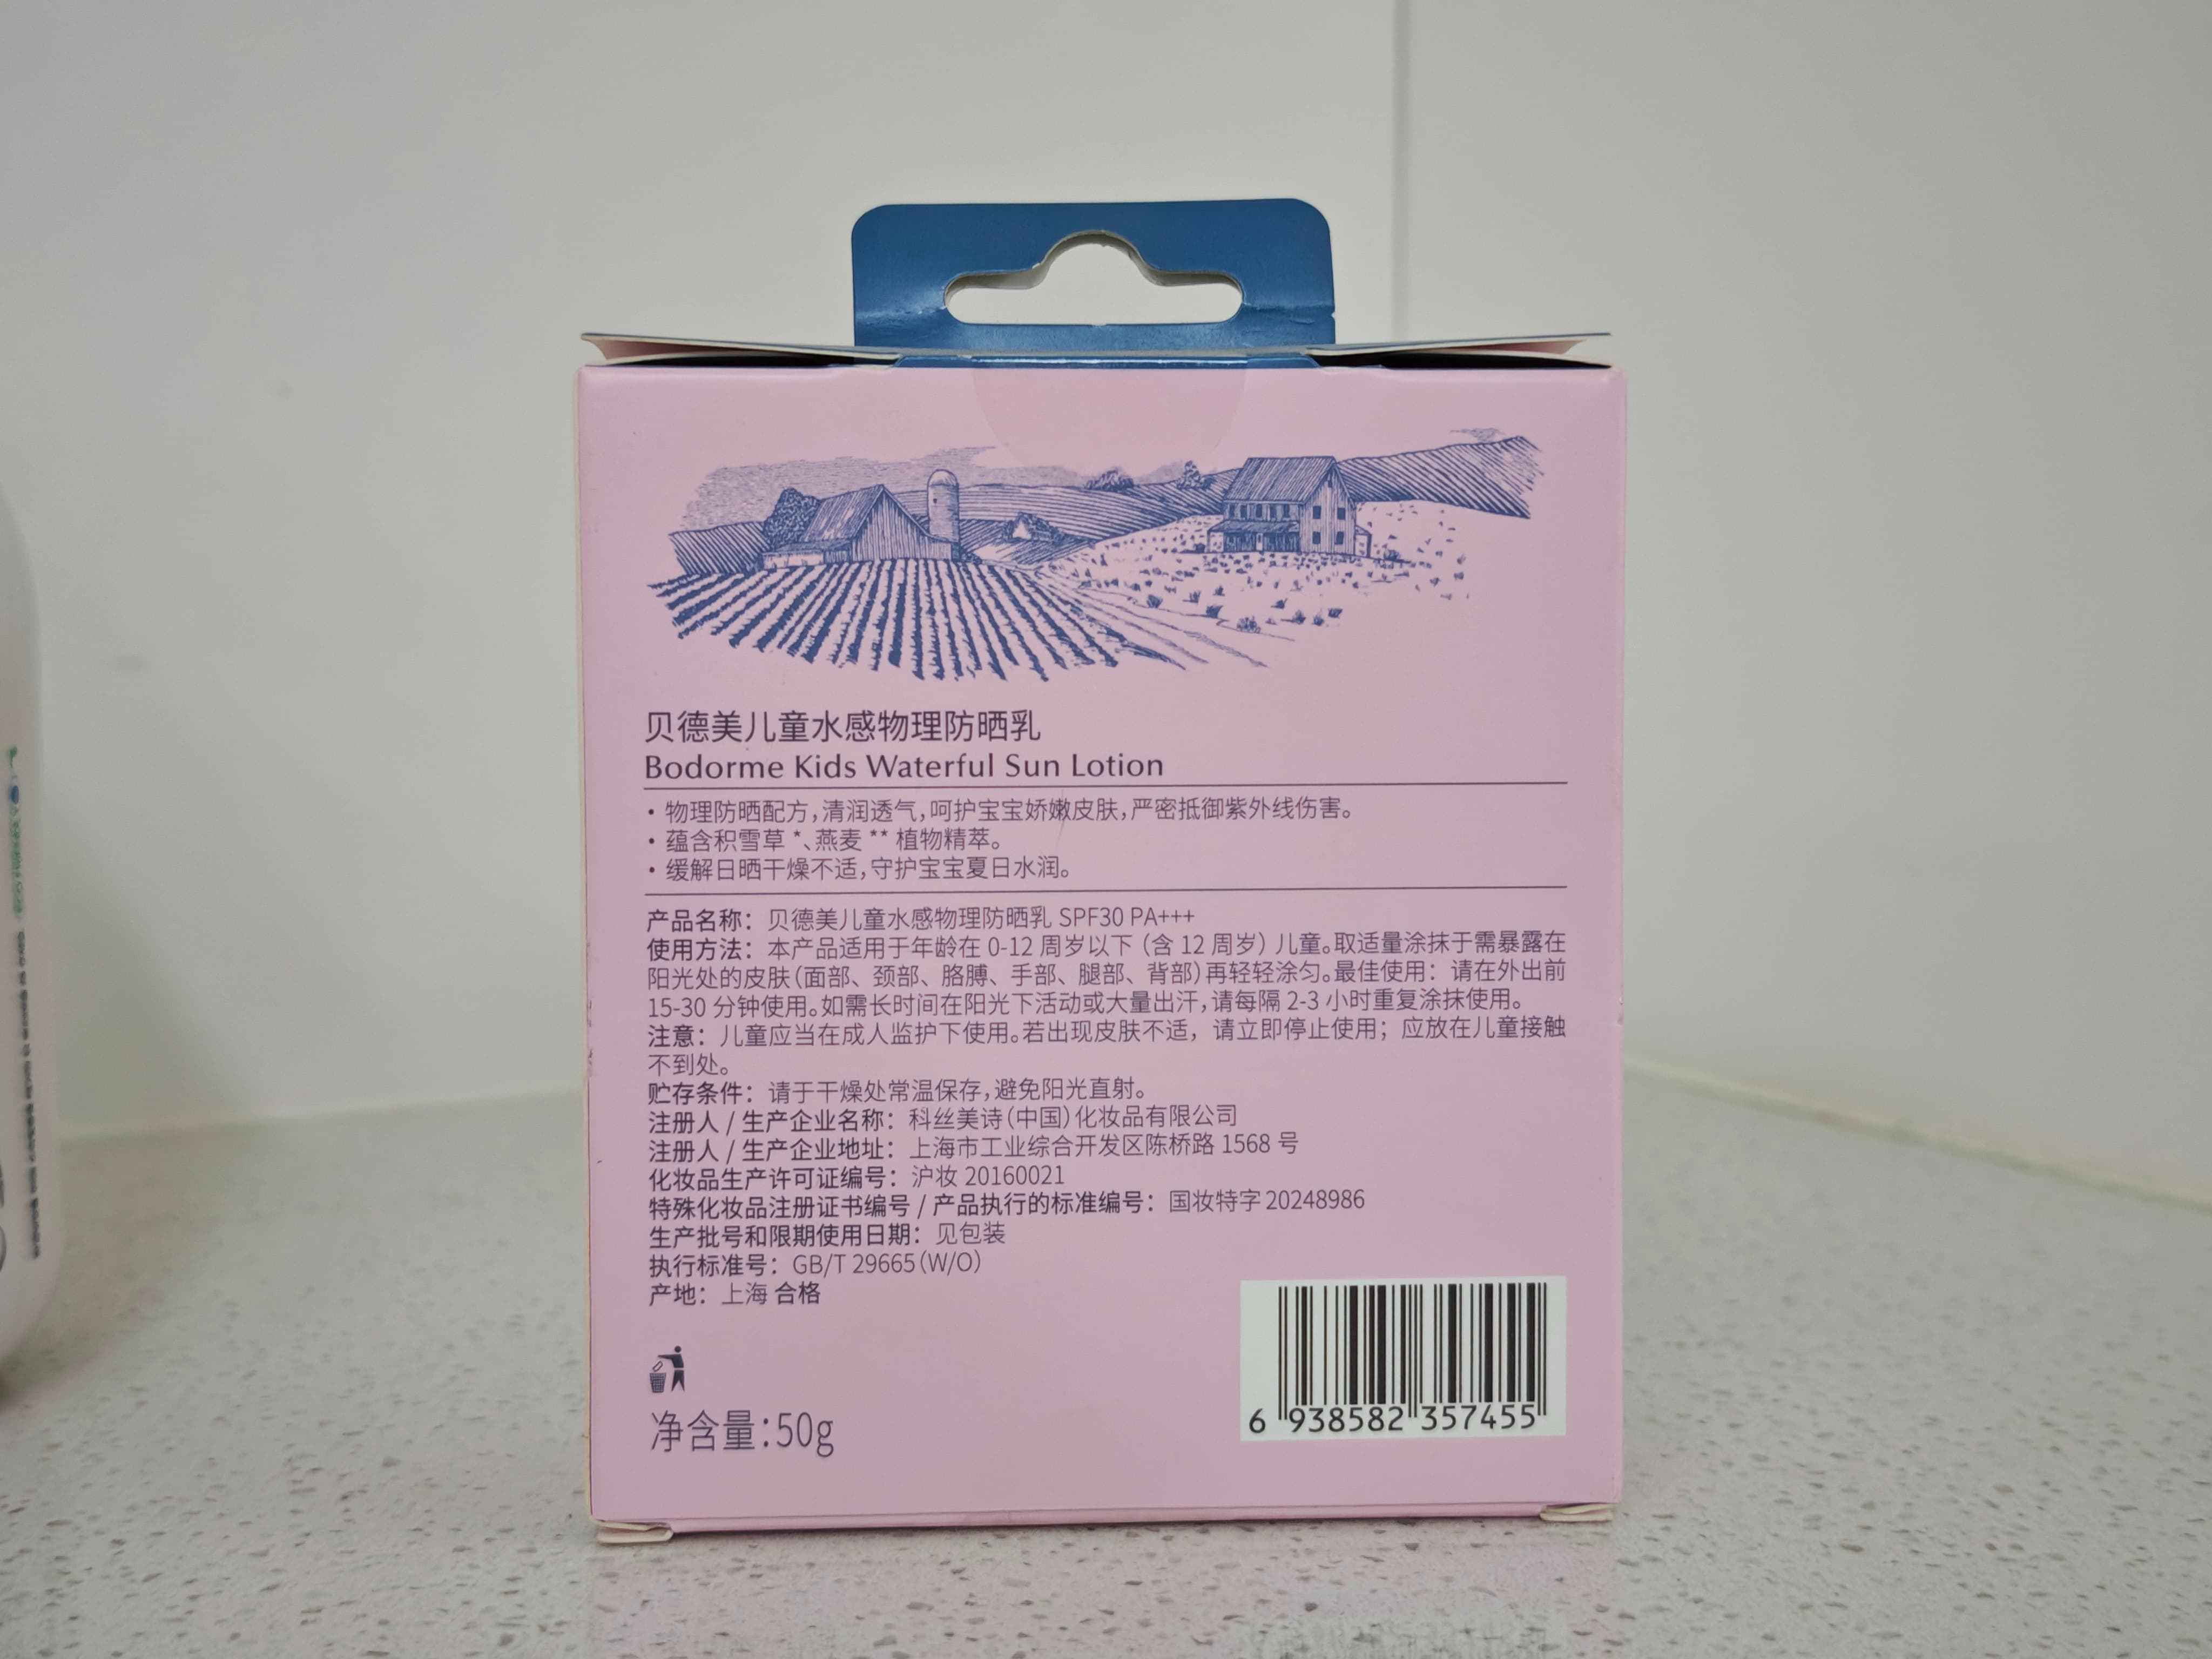 贝德美儿童水感物理防晒乳
Bodorme Kids Waterful Sun Lotion
• 物理防晒配方,清润透气,呵护宝宝娇嫩皮肤,严密抵御紫外线伤害。
• 蕴含积雪草 *、燕麦 ** 植物精萃。
• 缓解日晒干燥不适,守护宝宝夏日水润。
产品名称：贝德美儿童水感物理防晒乳 SPF30 PA+++
使用方法：本产品适用于年龄在 0-12 周岁以下（含 12 周岁）儿童。取适量涂抹于需暴露在
阳光处的皮肤（面部、颈部、胳膊、手部、腿部、背部）再轻轻涂匀。最佳使用：请在外出前
15-30 分钟使用。如需长时间在阳光下活动或大量出汗,请每隔 2-3 小时重复涂抹使用。
注意：儿童应当在成人监护下使用。若出现皮肤不适，请立即停止使用；应放在儿童接触
不到处。
贮存条件：请于干燥处常温保存,避免阳光直射。
注册人 / 生产企业名称：科丝美诗（中国）化妆品有限公司
注册人 / 生产企业地址：上海市工业综合开发区陈桥路 1568 号
化妆品生产许可证编号：沪妆 20160021
特殊化妆品注册证书编号 / 产品执行的标准编号：国妆特字 20248986
生产批号和限期使用日期：见包装
执行标准号：GB/T 29665（W/O）
产地：上海 合格
净含量:50g
6 938582 357455